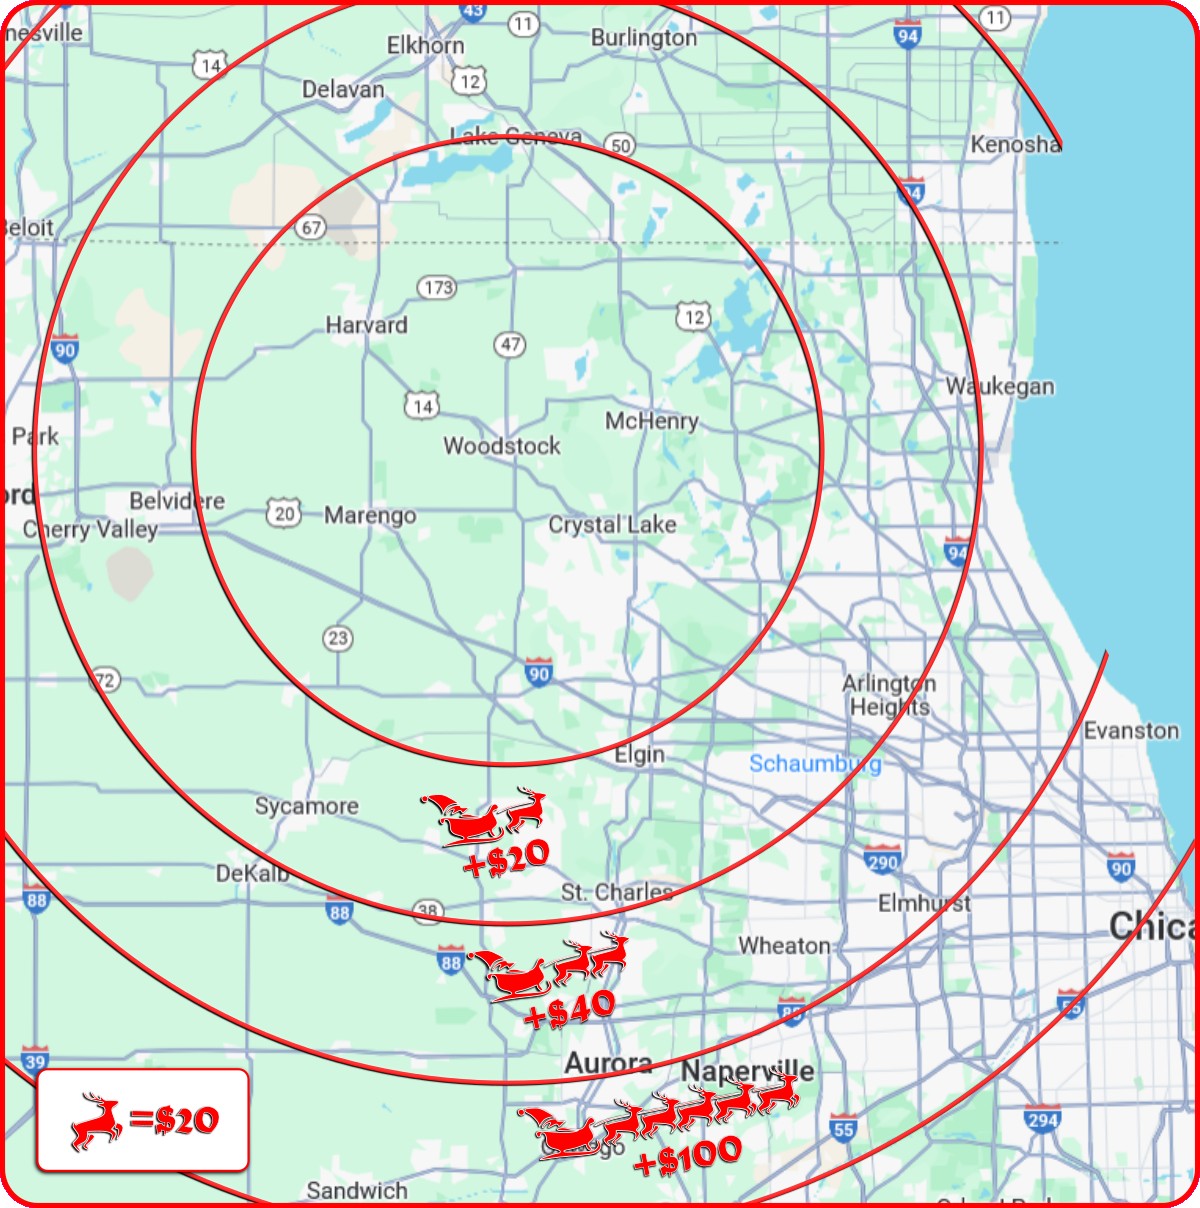 nesville
43
11
11
Elkhorn
Burlington
94
14
12
Delavan
Lake Geneva
50
Kenosha
94
Beloit
67
173
12
Harvard
47
90
Waukegan
14
McHenry
Park
Woodstock
ord
Belvidere
20
Marengo
Crystal Lake
Cherry Valley
94
23
90
72
Arlington
Heights
Evanston
Elgin
Schaumburg
Sycamore
+$20
290
90
DeKalb
St. Charles
88
88
38
Elmhurst
Chica
Wheaton
88
+$40
55
39
Aurora
Naperville
=$20
55
294
+$100
Sandwich